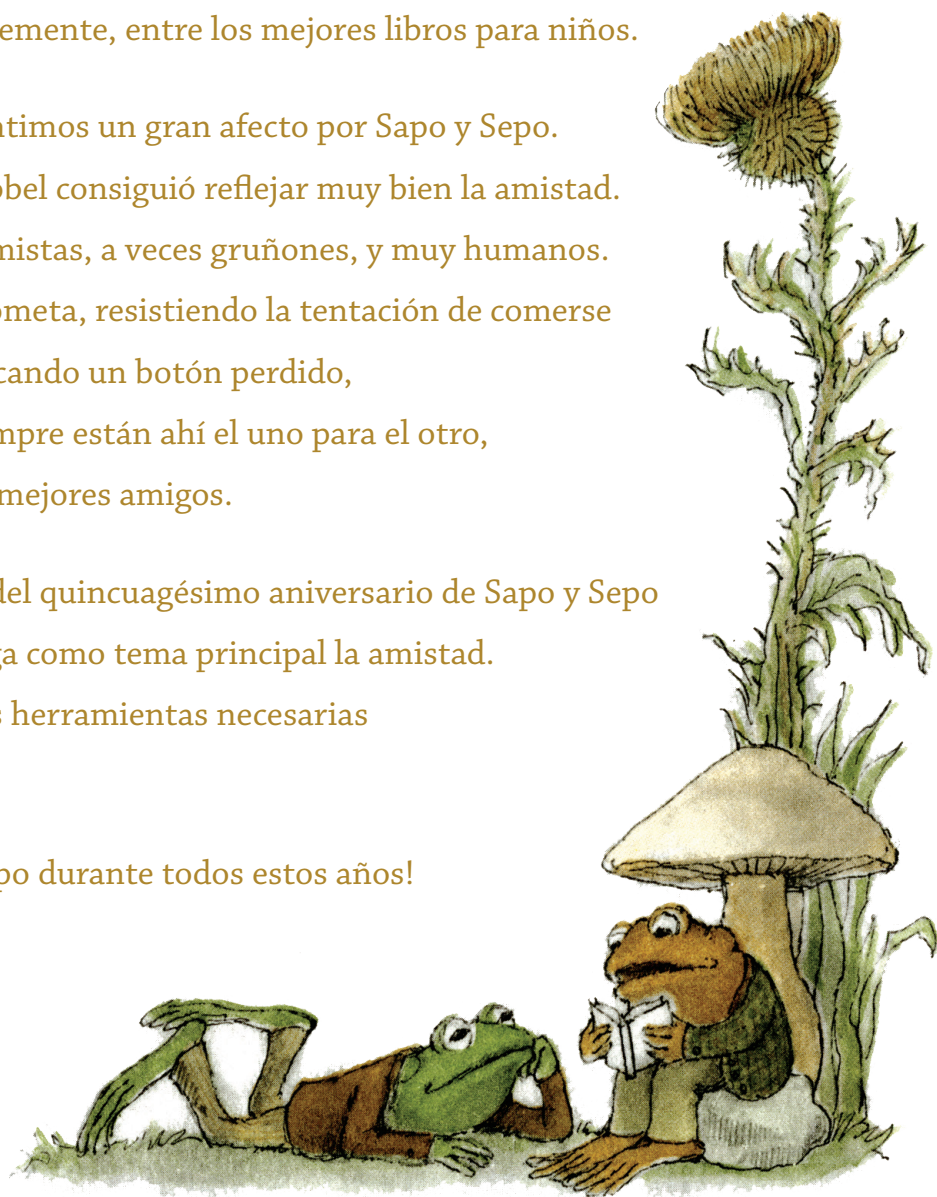 emente, entre los mejores libros para niños.
ntimos un gran afecto por Sapo y Sepo.
obel consiguió reflejar muy bien la amistad.
mistas, a veces gruñones, y muy humanos.
ometa, resistiendo la tentación de comerse
cando un botón perdido,
mpre están ahí el uno para el otro,
mejores amigos.
del quincuagésimo aniversario de Sapo y Sepo
ga como tema principal la amistad.
s herramientas necesarias
po durante todos estos años!